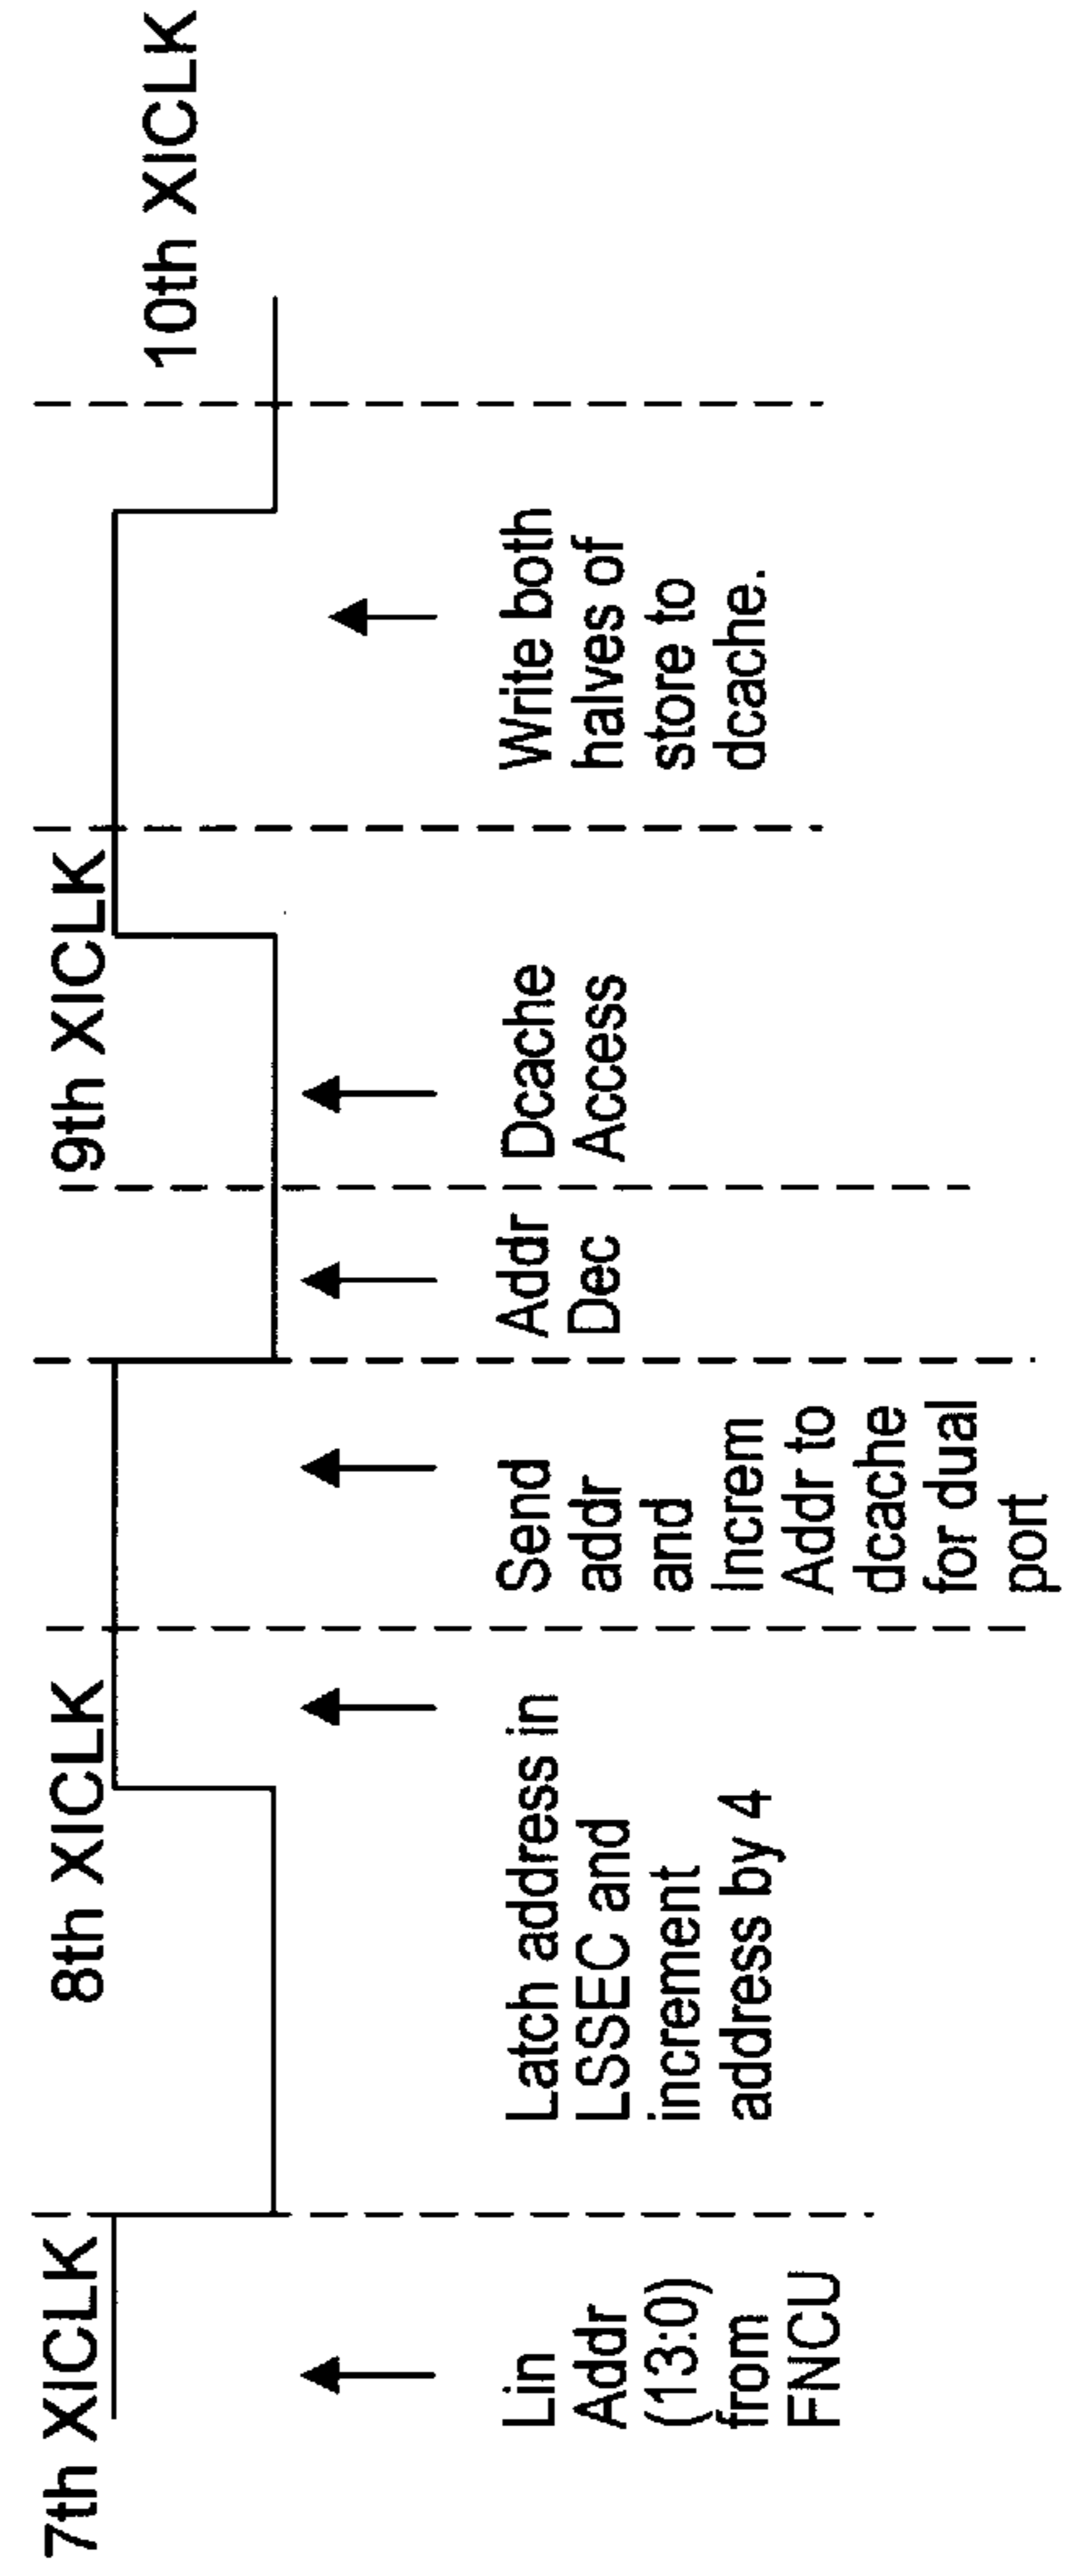 7th XICLK
8th XICLK
9th XICLK
10th XICLK
Lin
Addr
(13:0)
from
FNCU
Latch address in
LSSEC and
increment
address by 4
Send
addr
and
Increm
Addr to
dcache
for dual
port
Addr
Dec
Dcache
Access
Write both
halves of
store to
dcache.